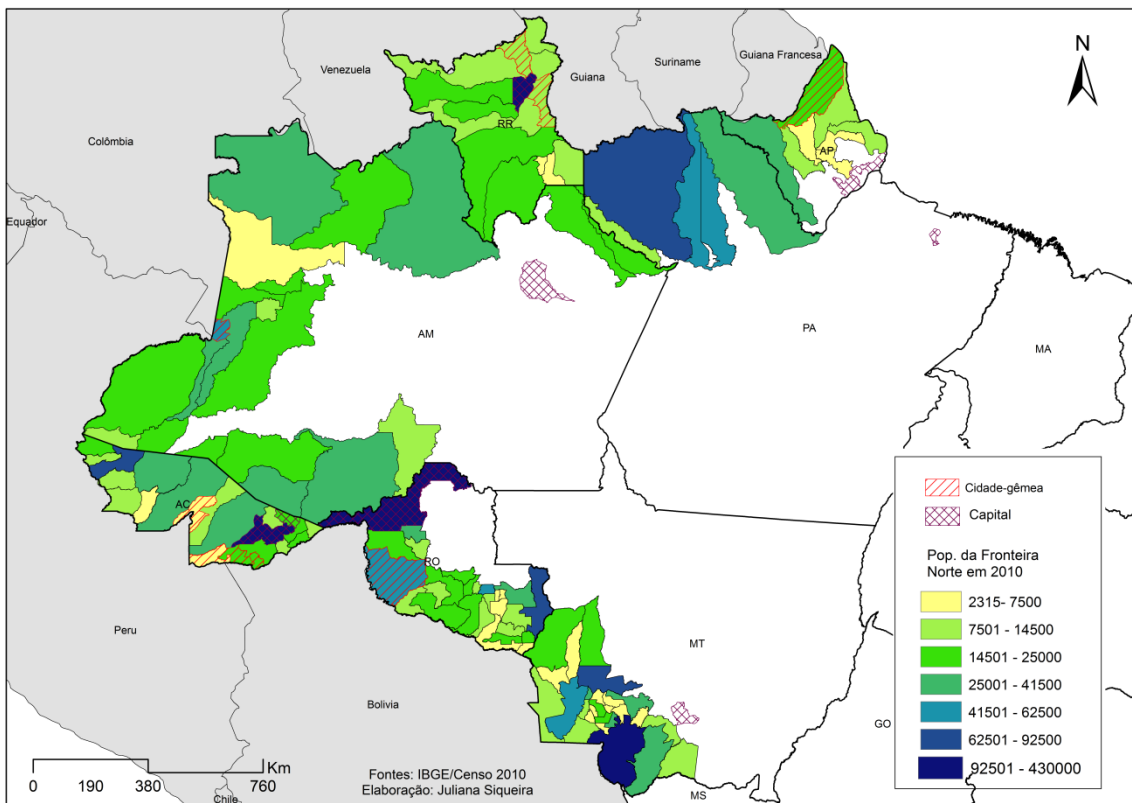 Venezuela
Guiana
Suriname
Guiana Francesa
N
Colômbia
RR
AP
Equador
AM
PA
MA
AC
RO
Peru
Bolivia
MT
GO
MS
Chile
Cidade-gêmea
Capital
Pop. da Fronteira
Norte em 2010
2315- 7500
7501 - 14500
14501 - 25000
25001 - 41500
41501 - 62500
62501 - 92500
92501 - 430000
Km
0 190 380 760
Fontes: IBGE/Censo 2010
Elaboração: Juliana Siqueira